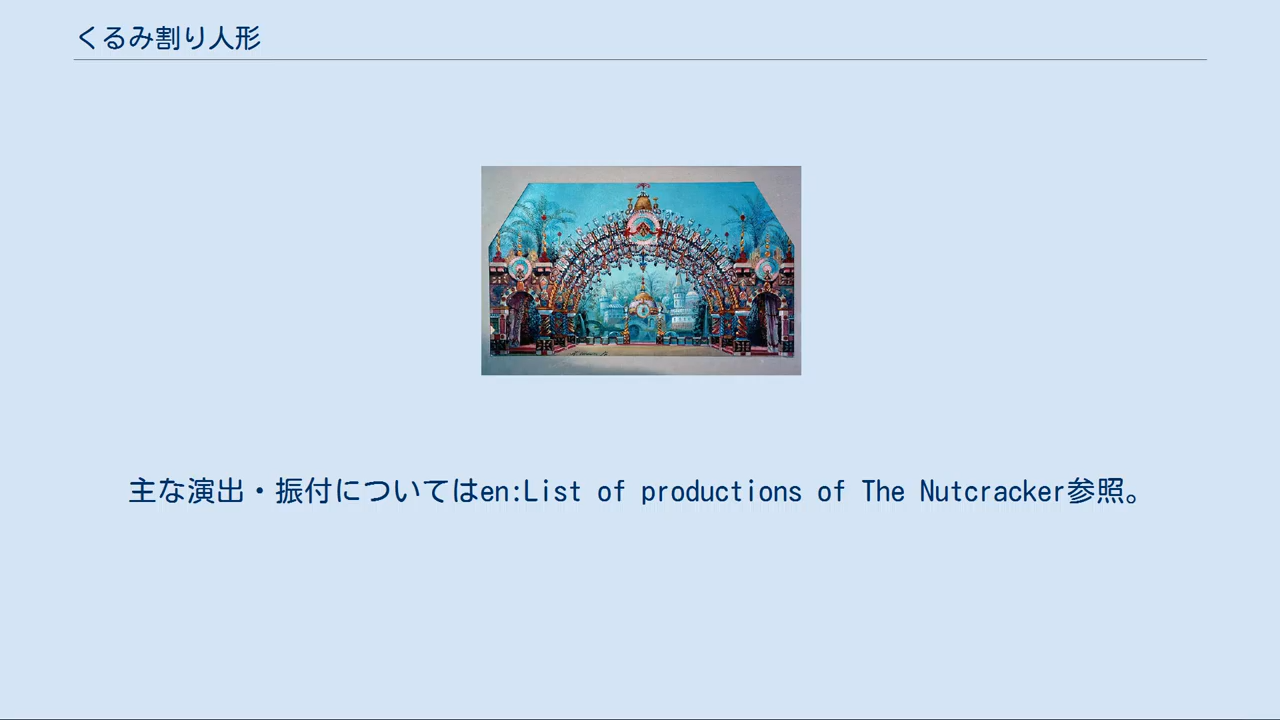 くるみ割り人形
主な演出・振付についてはen:List of productions of The Nutcracker参照。